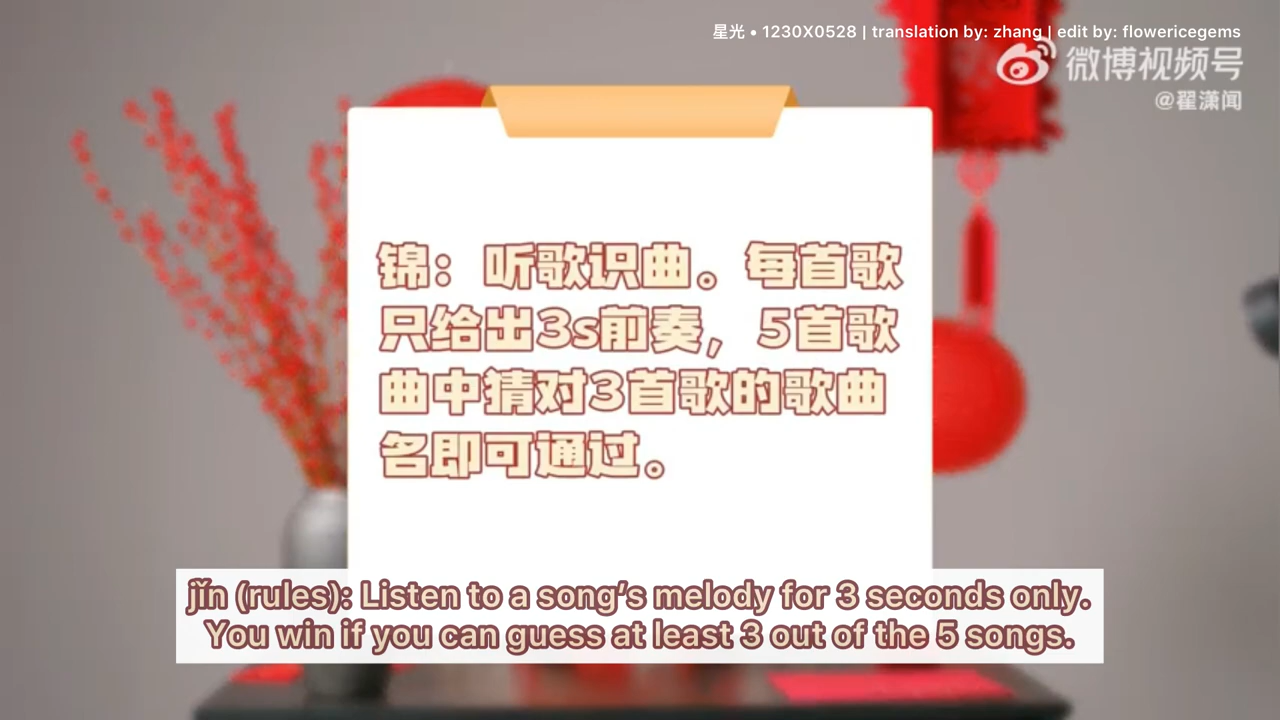 星光 • 1230X0528 | translation by: zhang | edit by: flowericegems
微博视频号
@翟潇闻
锦：听歌识曲。每首歌
只给出3s前奏，5首歌
曲中猜对3首歌的歌曲
名即可通过。
jǐn (rules): Listen to a song’s melody for 3 seconds only.
You win if you can guess at least 3 out of the 5 songs.